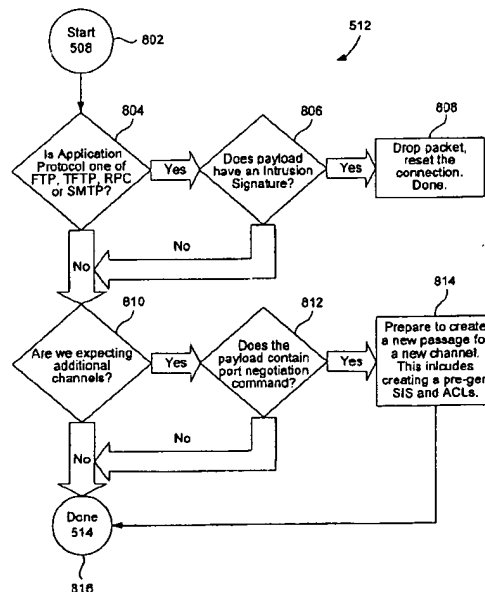 Start
508
802
512
804
Is Application
Protocol one of
FTP, TFTP, RPC
or SMTP?
Yes
806
Does payload
have an Intrusion
Signature?
Yes
808
Drop packet,
reset the
connection.
Done.
No
No
810
Are we expecting
additional
channels?
Yes
812
Does the
payload contain
port negotiation
command?
Yes
814
Prepare to create
a new passage for
a new channel.
This inlcudes
creating a pre-gen
SIS and ACLs.
No
No
Done
514
816